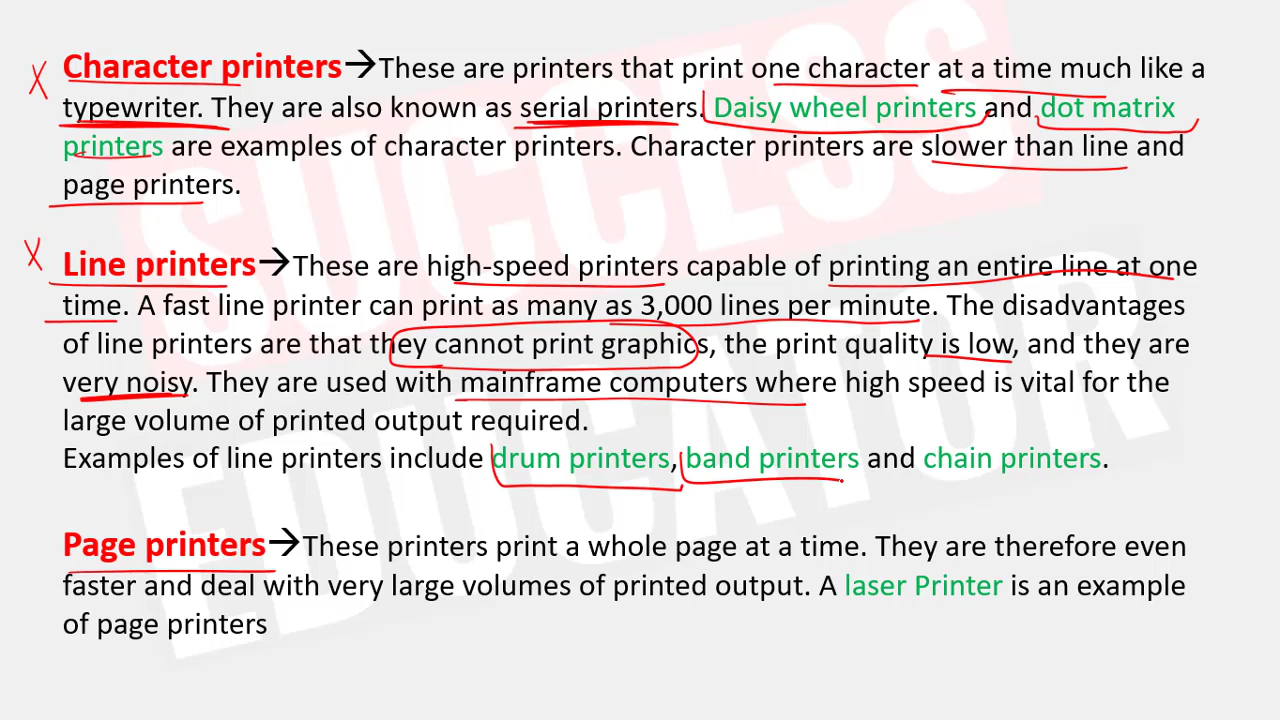 Character printers→These are printers that print one character at a time much like a
typewriter. They are also known as serial printers. Daisy wheel printers and dot matrix
printers are examples of character printers. Character printers are slower than line and
page printers.
Line printers→These are high-speed printers capable of printing an entire line at one
time. A fast line printer can print as many as 3,000 lines per minute. The disadvantages
of line printers are that they cannot print graphics, the print quality is low, and they are
very noisy. They are used with mainframe computers where high speed is vital for the
large volume of printed output required.
Examples of line printers include drum printers, band printers and chain printers.
Page printers→These printers print a whole page at a time. They are therefore even
faster and deal with very large volumes of printed output. A laser Printer is an example
of page printers
SUCCESS
EDUCATOR